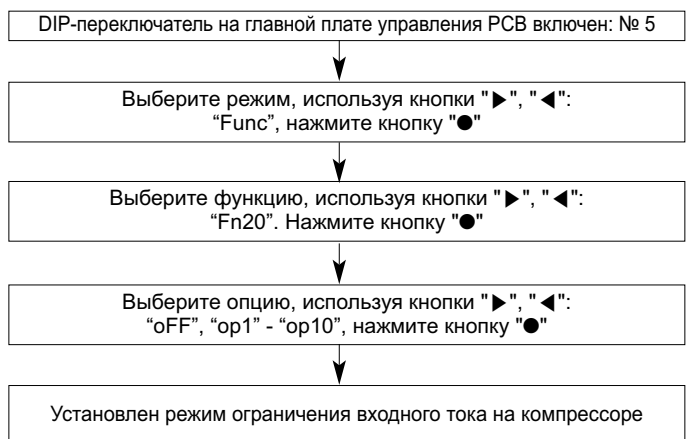 DIP-переключатель на главной плате управления PCB включен: № 5
Выберите режим, используя кнопки "▶", "◀":
“Func”, нажмите кнопку "●"
Выберите функцию, используя кнопки "▶", "◀":
“Fn20”. Нажмите кнопку "●"
Выберите опцию, используя кнопки "▶", "◀":
“oFF”, “op1” - “op10”, нажмите кнопку "●"
Установлен режим ограничения входного тока на компрессоре